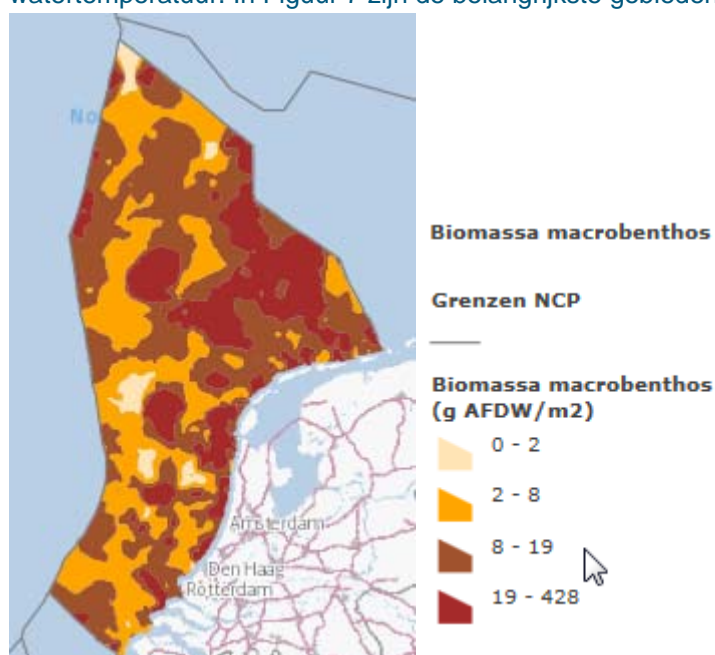 watertemperatuur. In Figuur 7 zijn de belangrijkste gebieden
No
Amsterdam
Den Haag
Rotterdam
Biomassa macrobenthos
Grenzen NCP
Biomassa macrobenthos
(g AFDW/m2)
0 - 2
2 - 8
8 - 19
19 - 428